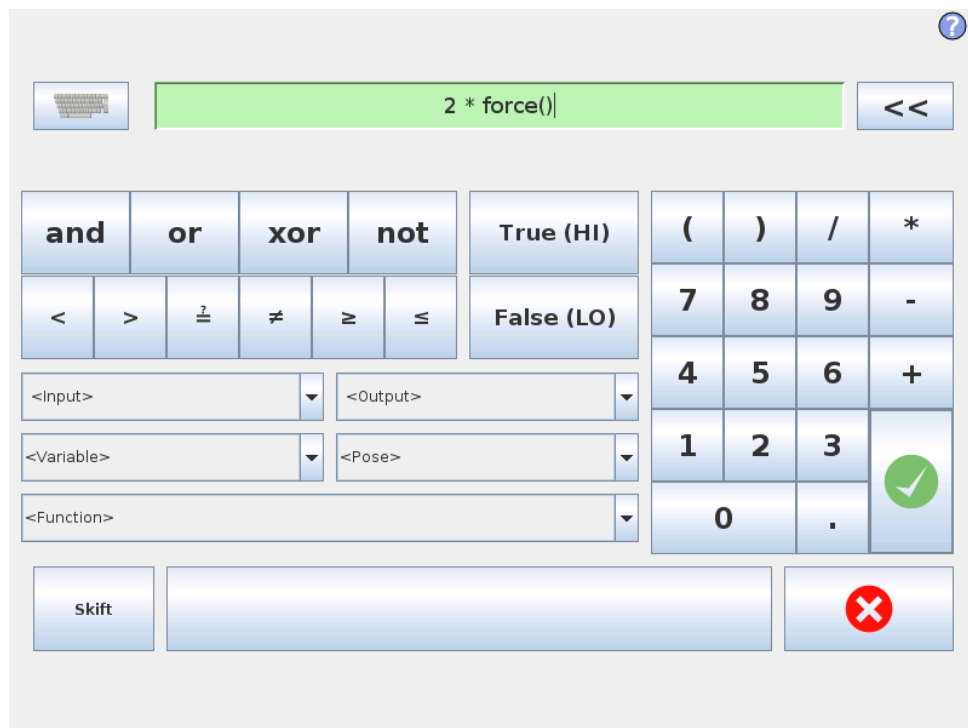 ?
2 * force()
<<
and or xor not True (HI) ( ) / *
< > ≟ ≠ ≥ ≤ False (LO) 7 8 9 -
<Input> <Output> 4 5 6 +
<Variable> <Pose> 1 2 3
<Function> 0 .
Skift